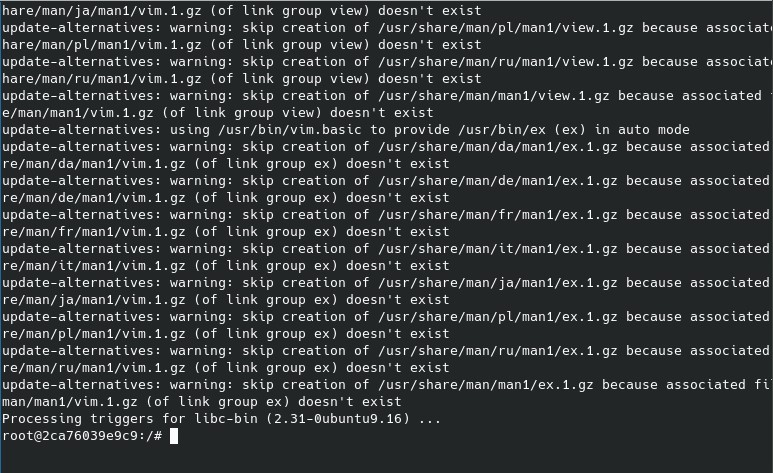 hare/man/ja/man1/vim.1.gz (of link group view) doesn't exist
update-alternatives: warning: skip creation of /usr/share/man/pl/man1/view.1.gz because associate
hare/man/pl/man1/vim.1.gz (of link group view) doesn't exist
update-alternatives: warning: skip creation of /usr/share/man/ru/man1/view.1.gz because associate
hare/man/ru/man1/vim.1.gz (of link group view) doesn't exist
update-alternatives: warning: skip creation of /usr/share/man/man1/view.1.gz because associated
e/man/man1/vim.1.gz (of link group view) doesn't exist
update-alternatives: using /usr/bin/vim.basic to provide /usr/bin/ex (ex) in auto mode
update-alternatives: warning: skip creation of /usr/share/man/da/man1/ex.1.gz because associated
re/man/da/man1/vim.1.gz (of link group ex) doesn't exist
update-alternatives: warning: skip creation of /usr/share/man/de/man1/ex.1.gz because associated
re/man/de/man1/vim.1.gz (of link group ex) doesn't exist
update-alternatives: warning: skip creation of /usr/share/man/fr/man1/ex.1.gz because associated
re/man/fr/man1/vim.1.gz (of link group ex) doesn't exist
update-alternatives: warning: skip creation of /usr/share/man/it/man1/ex.1.gz because associated
re/man/it/man1/vim.1.gz (of link group ex) doesn't exist
update-alternatives: warning: skip creation of /usr/share/man/ja/man1/ex.1.gz because associated
re/man/ja/man1/vim.1.gz (of link group ex) doesn't exist
update-alternatives: warning: skip creation of /usr/share/man/pl/man1/ex.1.gz because associated
re/man/pl/man1/vim.1.gz (of link group ex) doesn't exist
update-alternatives: warning: skip creation of /usr/share/man/ru/man1/ex.1.gz because associated
re/man/ru/man1/vim.1.gz (of link group ex) doesn't exist
update-alternatives: warning: skip creation of /usr/share/man/man1/ex.1.gz because associated fil
man/man1/vim.1.gz (of link group ex) doesn't exist
Processing triggers for libc-bin (2.31-0ubuntu9.16) ...
root@2ca76039e9c9:/#